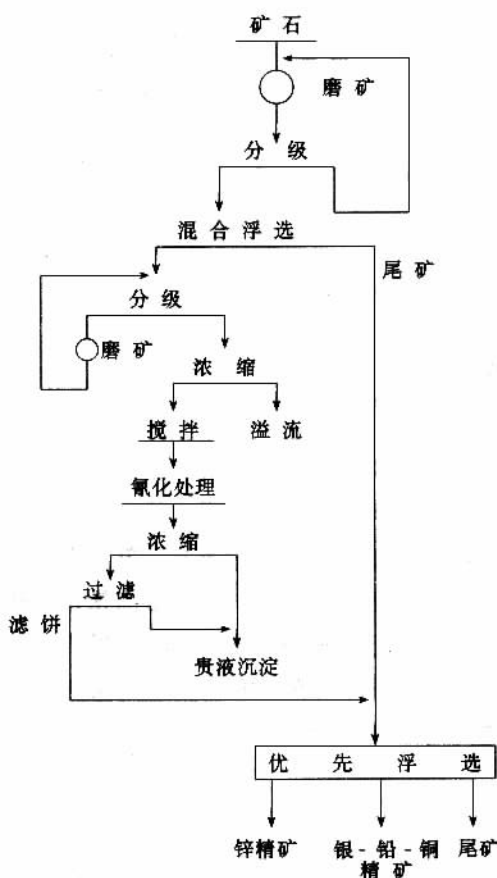 矿石
磨矿
分级
混合浮选
尾矿
分级
磨矿
浓缩
搅拌 溢流
氰化处理
浓缩
过滤
滤饼
贵液沉淀
优先浮选
锌精矿 银-铅-铜精矿 尾矿